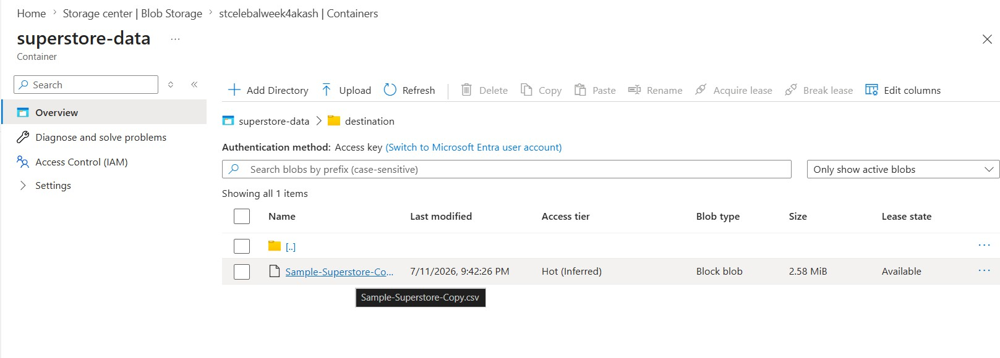 Home > Storage center | Blob Storage > stcelebalweek4akash | Containers
superstore-data ...
Container
Search
Add Directory Upload Refresh Delete Copy Paste Rename Acquire lease Break lease Edit columns
Overview
Diagnose and solve problems
Access Control (IAM)
Settings
superstore-data > destination
Authentication method: Access key (Switch to Microsoft Entra user account)
Search blobs by prefix (case-sensitive)
Only show active blobs
Showing all 1 items
Name Last modified Access tier Blob type Size Lease state
[..] ...
Sample-Superstore-Co... 7/11/2026, 9:42:26 PM Hot (Inferred) Block blob 2.58 MiB Available ...
Sample-Superstore-Copy.csv